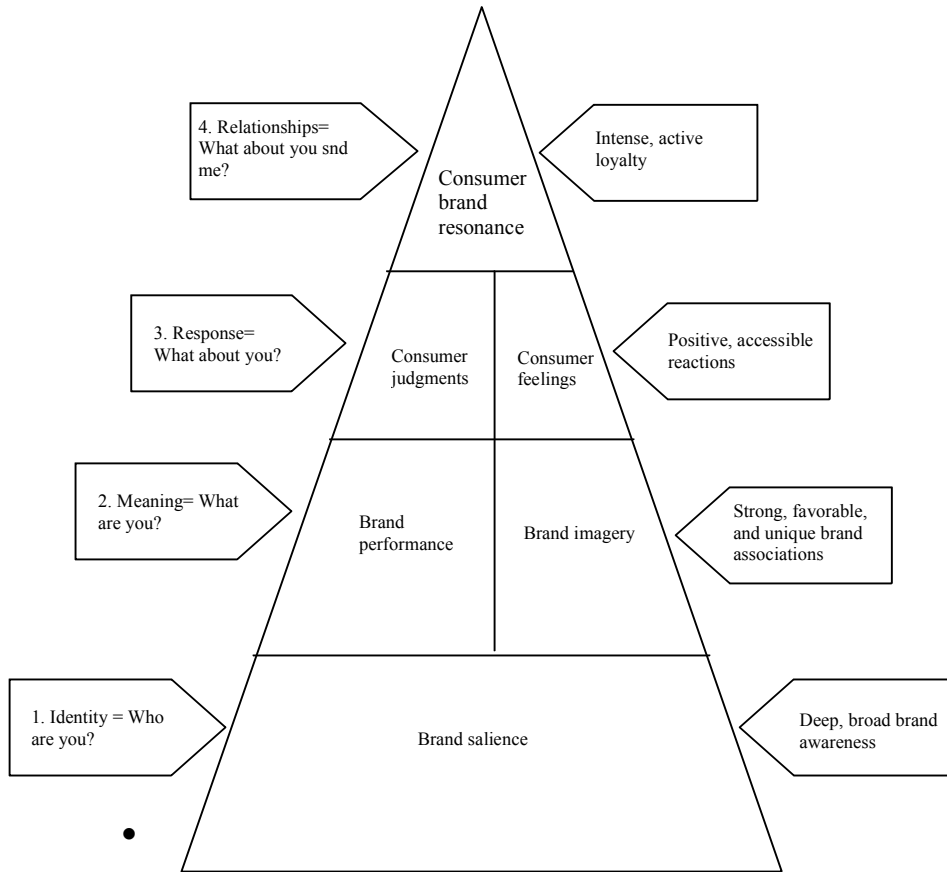 4. Relationships=
What about you snd
me?
Intense, active
loyalty
Consumer
brand
resonance
3. Response=
What about you?
Consumer
judgments
Consumer
feelings
Positive, accessible
reactions
2. Meaning= What
are you?
Brand
performance
Brand imagery
Strong, favorable,
and unique brand
associations
1. Identity = Who
are you?
Brand salience
Deep, broad brand
awareness